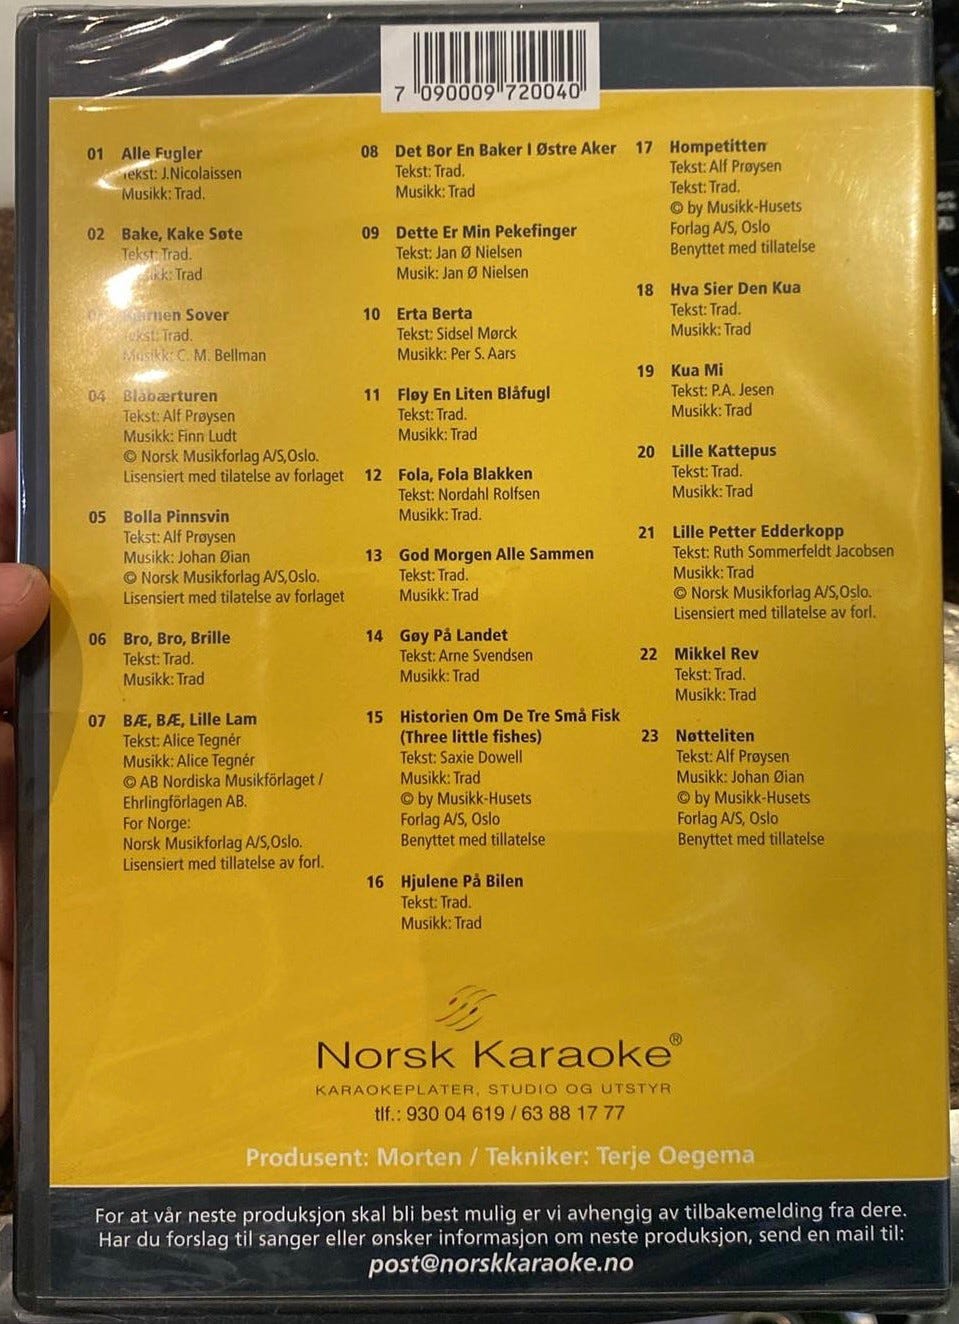 7 090009 720040
01 Alle Fugler
Tekst: J.Nicolaissen
Musikk: Trad.
02 Bake, Kake Søte
Tekst: Trad.
Musikk: Trad
Bjørnen Sover
Tekst: Trad.
Musikk: C. M. Bellman
04 Blåbærturen
Tekst: Alf Prøysen
Musikk: Finn Ludt
© Norsk Musikforlag A/S,Oslo.
Lisensiert med tilatelse av forlaget
05 Bolla Pinnsvin
Tekst: Alf Prøysen
Musikk: Johan Øian
© Norsk Musikforlag A/S,Oslo.
Lisensiert med tilatelse av forlaget
06 Bro, Bro, Brille
Tekst: Trad.
Musikk: Trad
07 BÆ, BÆ, Lille Lam
Tekst: Alice Tegnér
Musikk: Alice Tegnér
© AB Nordiska Musikförlaget /
Ehrlingförlagen AB.
For Norge:
Norsk Musikforlag A/S,Oslo.
Lisensiert med tillatelse av forl.
08 Det Bor En Baker I Østre Aker
Tekst: Trad.
Musikk: Trad
09 Dette Er Min Pekefinger
Tekst: Jan Ø Nielsen
Musik: Jan Ø Nielsen
10 Erta Berta
Tekst: Sidsel Mørck
Musikk: Per S. Aars
11 Fløy En Liten Blåfugl
Tekst: Trad.
Musikk: Trad
12 Fola, Fola Blakken
Tekst: Nordahl Rolfsen
Musikk: Trad.
13 God Morgen Alle Sammen
Tekst: Trad.
Musikk: Trad
14 Gøy På Landet
Tekst: Arne Svendsen
Musikk: Trad
15 Historien Om De Tre Små Fisk
(Three little fishes)
Tekst: Saxie Dowell
Musikk: Trad
© by Musikk-Husets
Forlag A/S, Oslo
Benyttet med tillatelse
16 Hjulene På Bilen
Tekst: Trad.
Musikk: Trad
17 Hompetitten
Tekst: Alf Prøysen
Tekst: Trad.
© by Musikk-Husets
Forlag A/S, Oslo
Benyttet med tillatelse
18 Hva Sier Den Kua
Tekst: Trad.
Musikk: Trad
19 Kua Mi
Tekst: P.A. Jesen
Musikk: Trad
20 Lille Kattepus
Tekst: Trad.
Musikk: Trad
21 Lille Petter Edderkopp
Tekst: Ruth Sommerfeldt Jacobsen
Musikk: Trad
© Norsk Musikforlag A/S,Oslo.
Lisensiert med tillatelse av forl.
22 Mikkel Rev
Tekst: Trad.
Musikk: Trad
23 Nøtteliten
Tekst: Alf Prøysen
Musikk: Johan Øian
© by Musikk-Husets
Forlag A/S, Oslo
Benyttet med tillatelse
Norsk Karaoke®
KARAOKEPLATER, STUDIO OG UTSTYR
tlf.: 930 04 619 / 63 88 17 77
Produsent: Morten / Tekniker: Terje Oegema
For at vår neste produksjon skal bli best mulig er vi avhengig av tilbakemelding fra dere.
Har du forslag til sanger eller ønsker informasjon om neste produksjon, send en mail til:
post@norskkaraoke.no